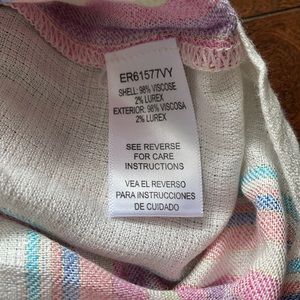 ER61577VY
SHELL: 98% VISCOSE
2% LUREX
EXTERIOR: 98% VISCOSA
2% LUREX
SEE REVERSE
FOR CARE
INSTRUCTIONS
VEA EL REVERSO
PARA INSTRUCCIONES
DE CUIDADO